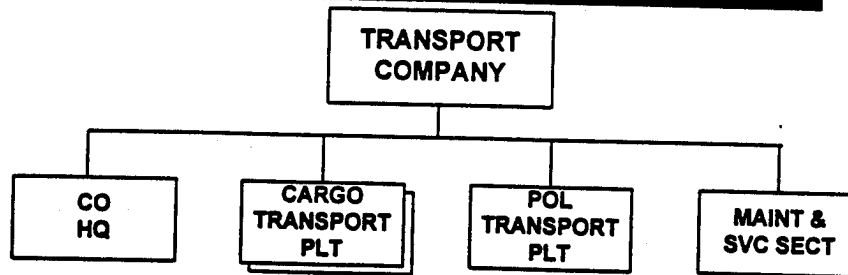 TRANSPORT
COMPANY
CO
HQ
CARGO
TRANSPORT
PLT
POL
TRANSPORT
PLT
MAINT &
SVC SECT